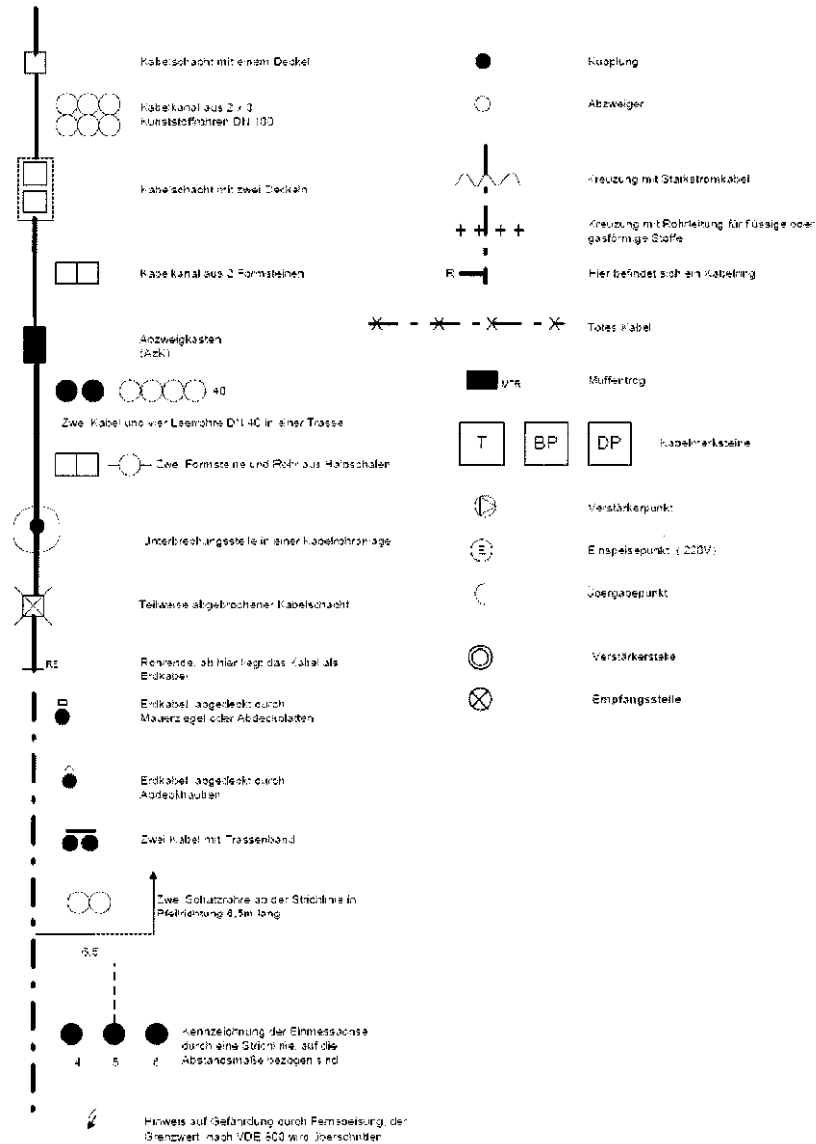 Kabelschacht mit einem Deckel
Kabelkanal aus 2 x 3
Kunststoffrohren DN 100
Kabelschacht mit zwei Deckeln
Kabelkanal aus 2 Formsteinen
Abzweigkasten
(AzK)
40
Zwei Kabel und vier Leerrohre DN 40 in einer Trasse
Zwei Formsteine und Rohr aus Halbschalen
Unterbrechungsstelle in einer Kabelrohranlage
Teilweise abgebrochener Kabelschacht
RE
Rohrende, ab hier liegt das Kabel als
Erdkabel
Erdkabel, abgedeckt durch
Mauerziegel oder Abdeckplatten
Erdkabel, abgedeckt durch
Abdeckhauben
Zwei Kabel mit Trassenband
Zwei Schutzrohre ab der Strichlinie in
Pfeilrichtung 6,5m lang
6,5
4 5 6
Kennzeichnung der Einmessachse
durch eine Strichlinie, auf die
Abstandsmaße bezogen sind
Hinweis auf Gefährdung durch Fernspeisung, der
Grenzwert nach VDE 800 wird überschritten
Kupplung
Abzweiger
Kreuzung mit Starkstromkabel
Kreuzung mit Rohrleitung für flüssige oder
gasförmige Stoffe
R
Hier befindet sich ein Kabelring
Totes Kabel
MTR
Muffentrog
T BP DP
Kabelmerksteine
Verstärkerpunkt
E
Einspeisepunkt (220V)
Übergabepunkt
Verstärkerstelle
Empfangsstelle